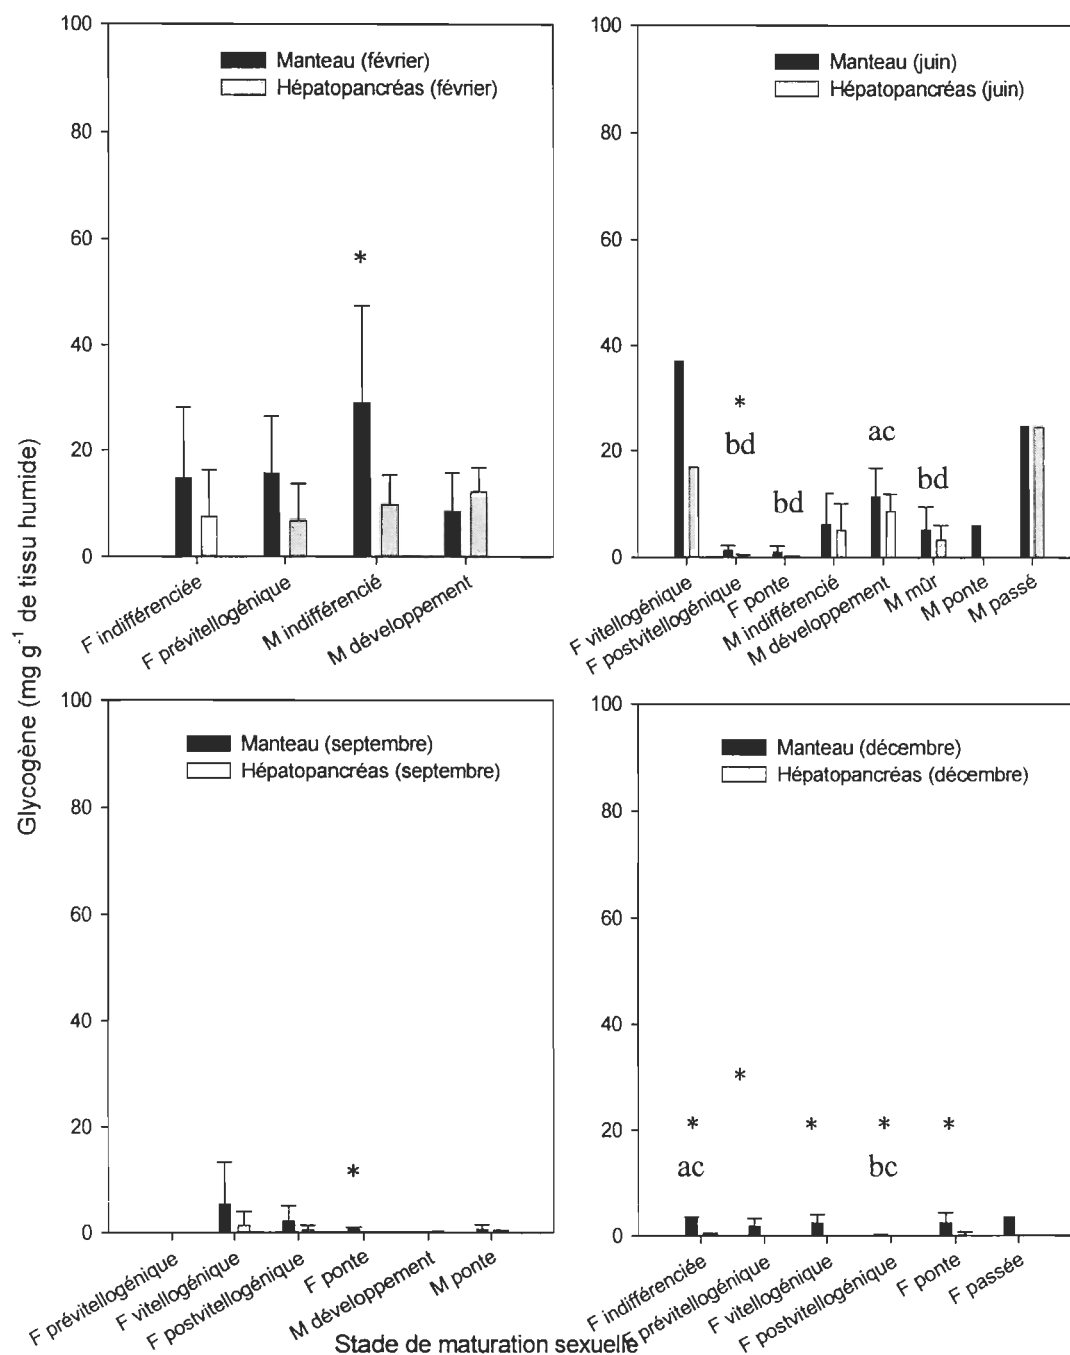 100
80
60
40
20
0
Manteau (février)
Hépatopancréas (février)
*
F indifférenciée
F prévitellogénique
M indifférencié
M développement
100
80
60
40
20
0
Manteau (juin)
Hépatopancréas (juin)
*
bd
bd
ac
bd
F vitellogénique
F postvitellogénique
F ponte
M indifférencié
M développement
M mûr
M ponte
M passé
Glycogène (mg g⁻¹ de tissu humide)
100
80
60
40
20
0
Manteau (septembre)
Hépatopancréas (septembre)
*
F prévitellogénique
F vitellogénique
F postvitellogénique
F ponte
M développement
M ponte
100
80
60
40
20
0
Manteau (décembre)
Hépatopancréas (décembre)
*
* * * *
ac bc
F indifférenciée
F prévitellogénique
F vitellogénique
F postvitellogénique
F ponte
F passée
Stade de maturation sexuelle